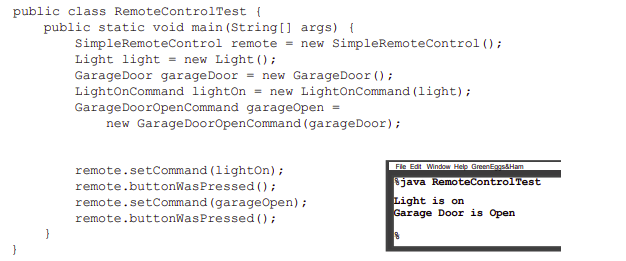 public class RemoteControlTest {
public static void main(String[] args) {
SimpleRemoteControl remote = new SimpleRemoteControl();
Light light = new Light();
GarageDoor garageDoor = new GarageDoor();
LightOnCommand lightOn = new LightOnCommand(light);
GarageDoorOpenCommand garageOpen =
new GarageDoorOpenCommand(garageDoor);
remote.setCommand(lightOn);
remote.buttonWasPressed();
remote.setCommand(garageOpen);
remote.buttonWasPressed();
}
}
File Edit Window Help GreenEggs&Ham
%java RemoteControlTest
Light is on
Garage Door is Open
%